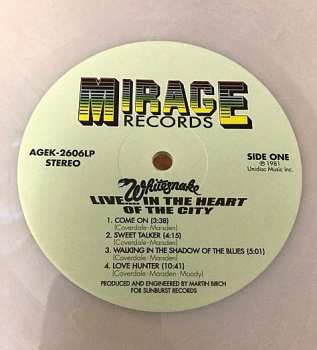 MIRAGE
RECORDS
AGEK-2606LP
STEREO
SIDE ONE
℗ 1981
Unidisc Music Inc.
Whitesnake
LIVE... IN THE HEART
OF THE CITY
1. COME ON (3:38)
(Coverdale-Marsden)
2. SWEET TALKER (4:15)
(Coverdale-Marsden)
3. WALKING IN THE SHADOW OF THE BLUES (5:01)
(Coverdale-Marsden)
4. LOVE HUNTER (10:41)
(Coverdale-Marsden-Moody)
PRODUCED AND ENGINEERED BY MARTIN BIRCH
FOR SUNBURST RECORDS